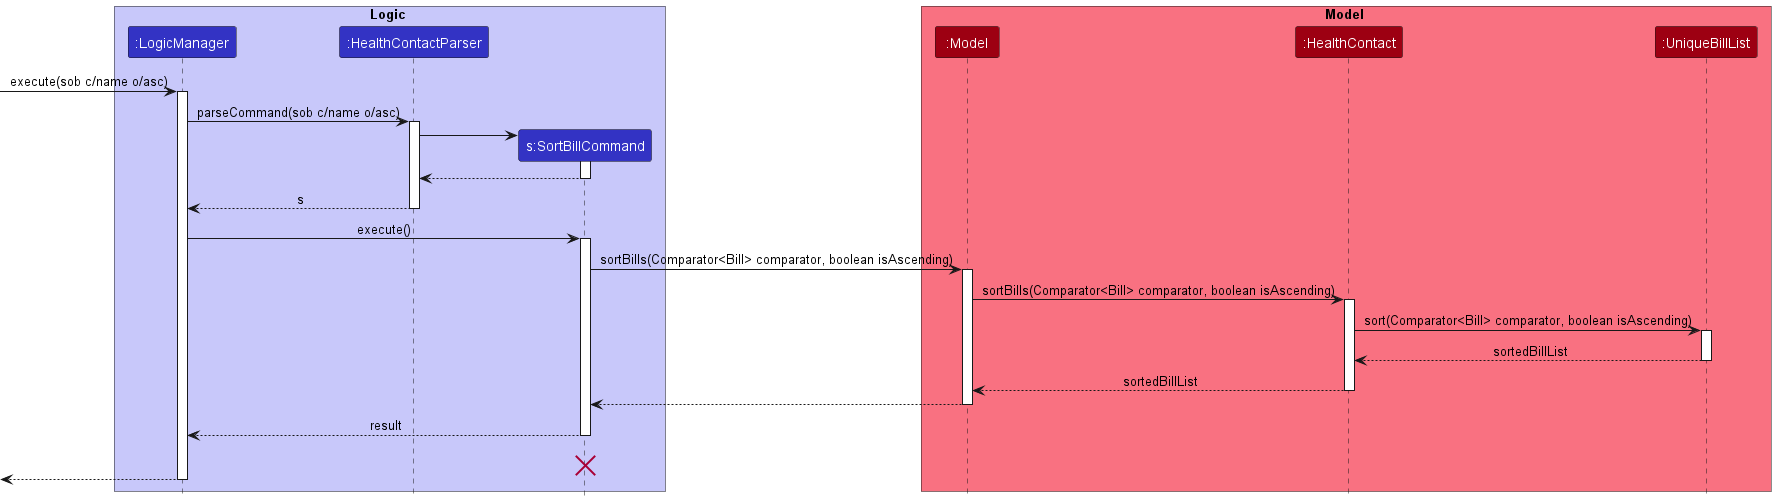 Logic
Model
:LogicManager
:HealthContactParser
:Model
:HealthContact
:UniqueBillList
execute(sob c/name o/asc)
parseCommand(sob c/name o/asc)
s:SortBillCommand
s
execute()
sortBills(Comparator<Bill> comparator, boolean isAscending)
sortBills(Comparator<Bill> comparator, boolean isAscending)
sort(Comparator<Bill> comparator, boolean isAscending)
sortedBillList
sortedBillList
result